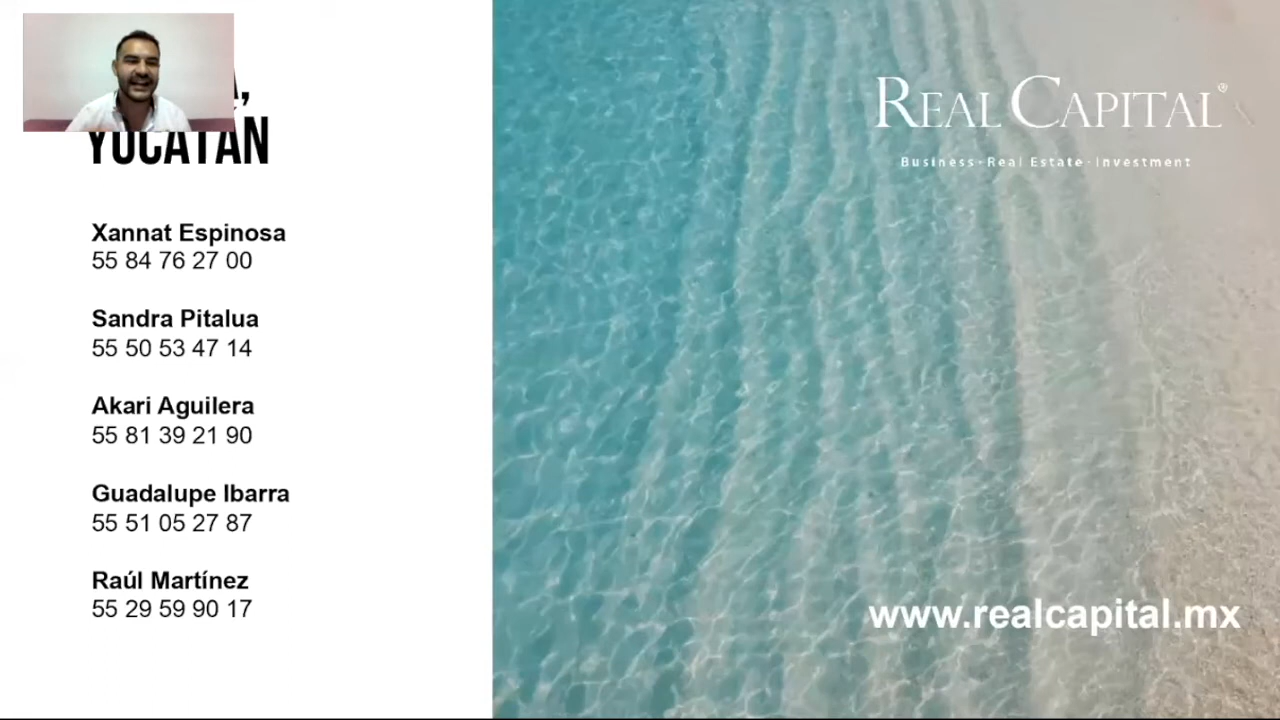 YUCATÁN
Xannat Espinosa
55 84 76 27 00
Sandra Pitalua
55 50 53 47 14
Akari Aguilera
55 81 39 21 90
Guadalupe Ibarra
55 51 05 27 87
Raúl Martínez
55 29 59 90 17
REAL CAPITAL®
Business·Real Estate·Investment
www.realcapital.mx